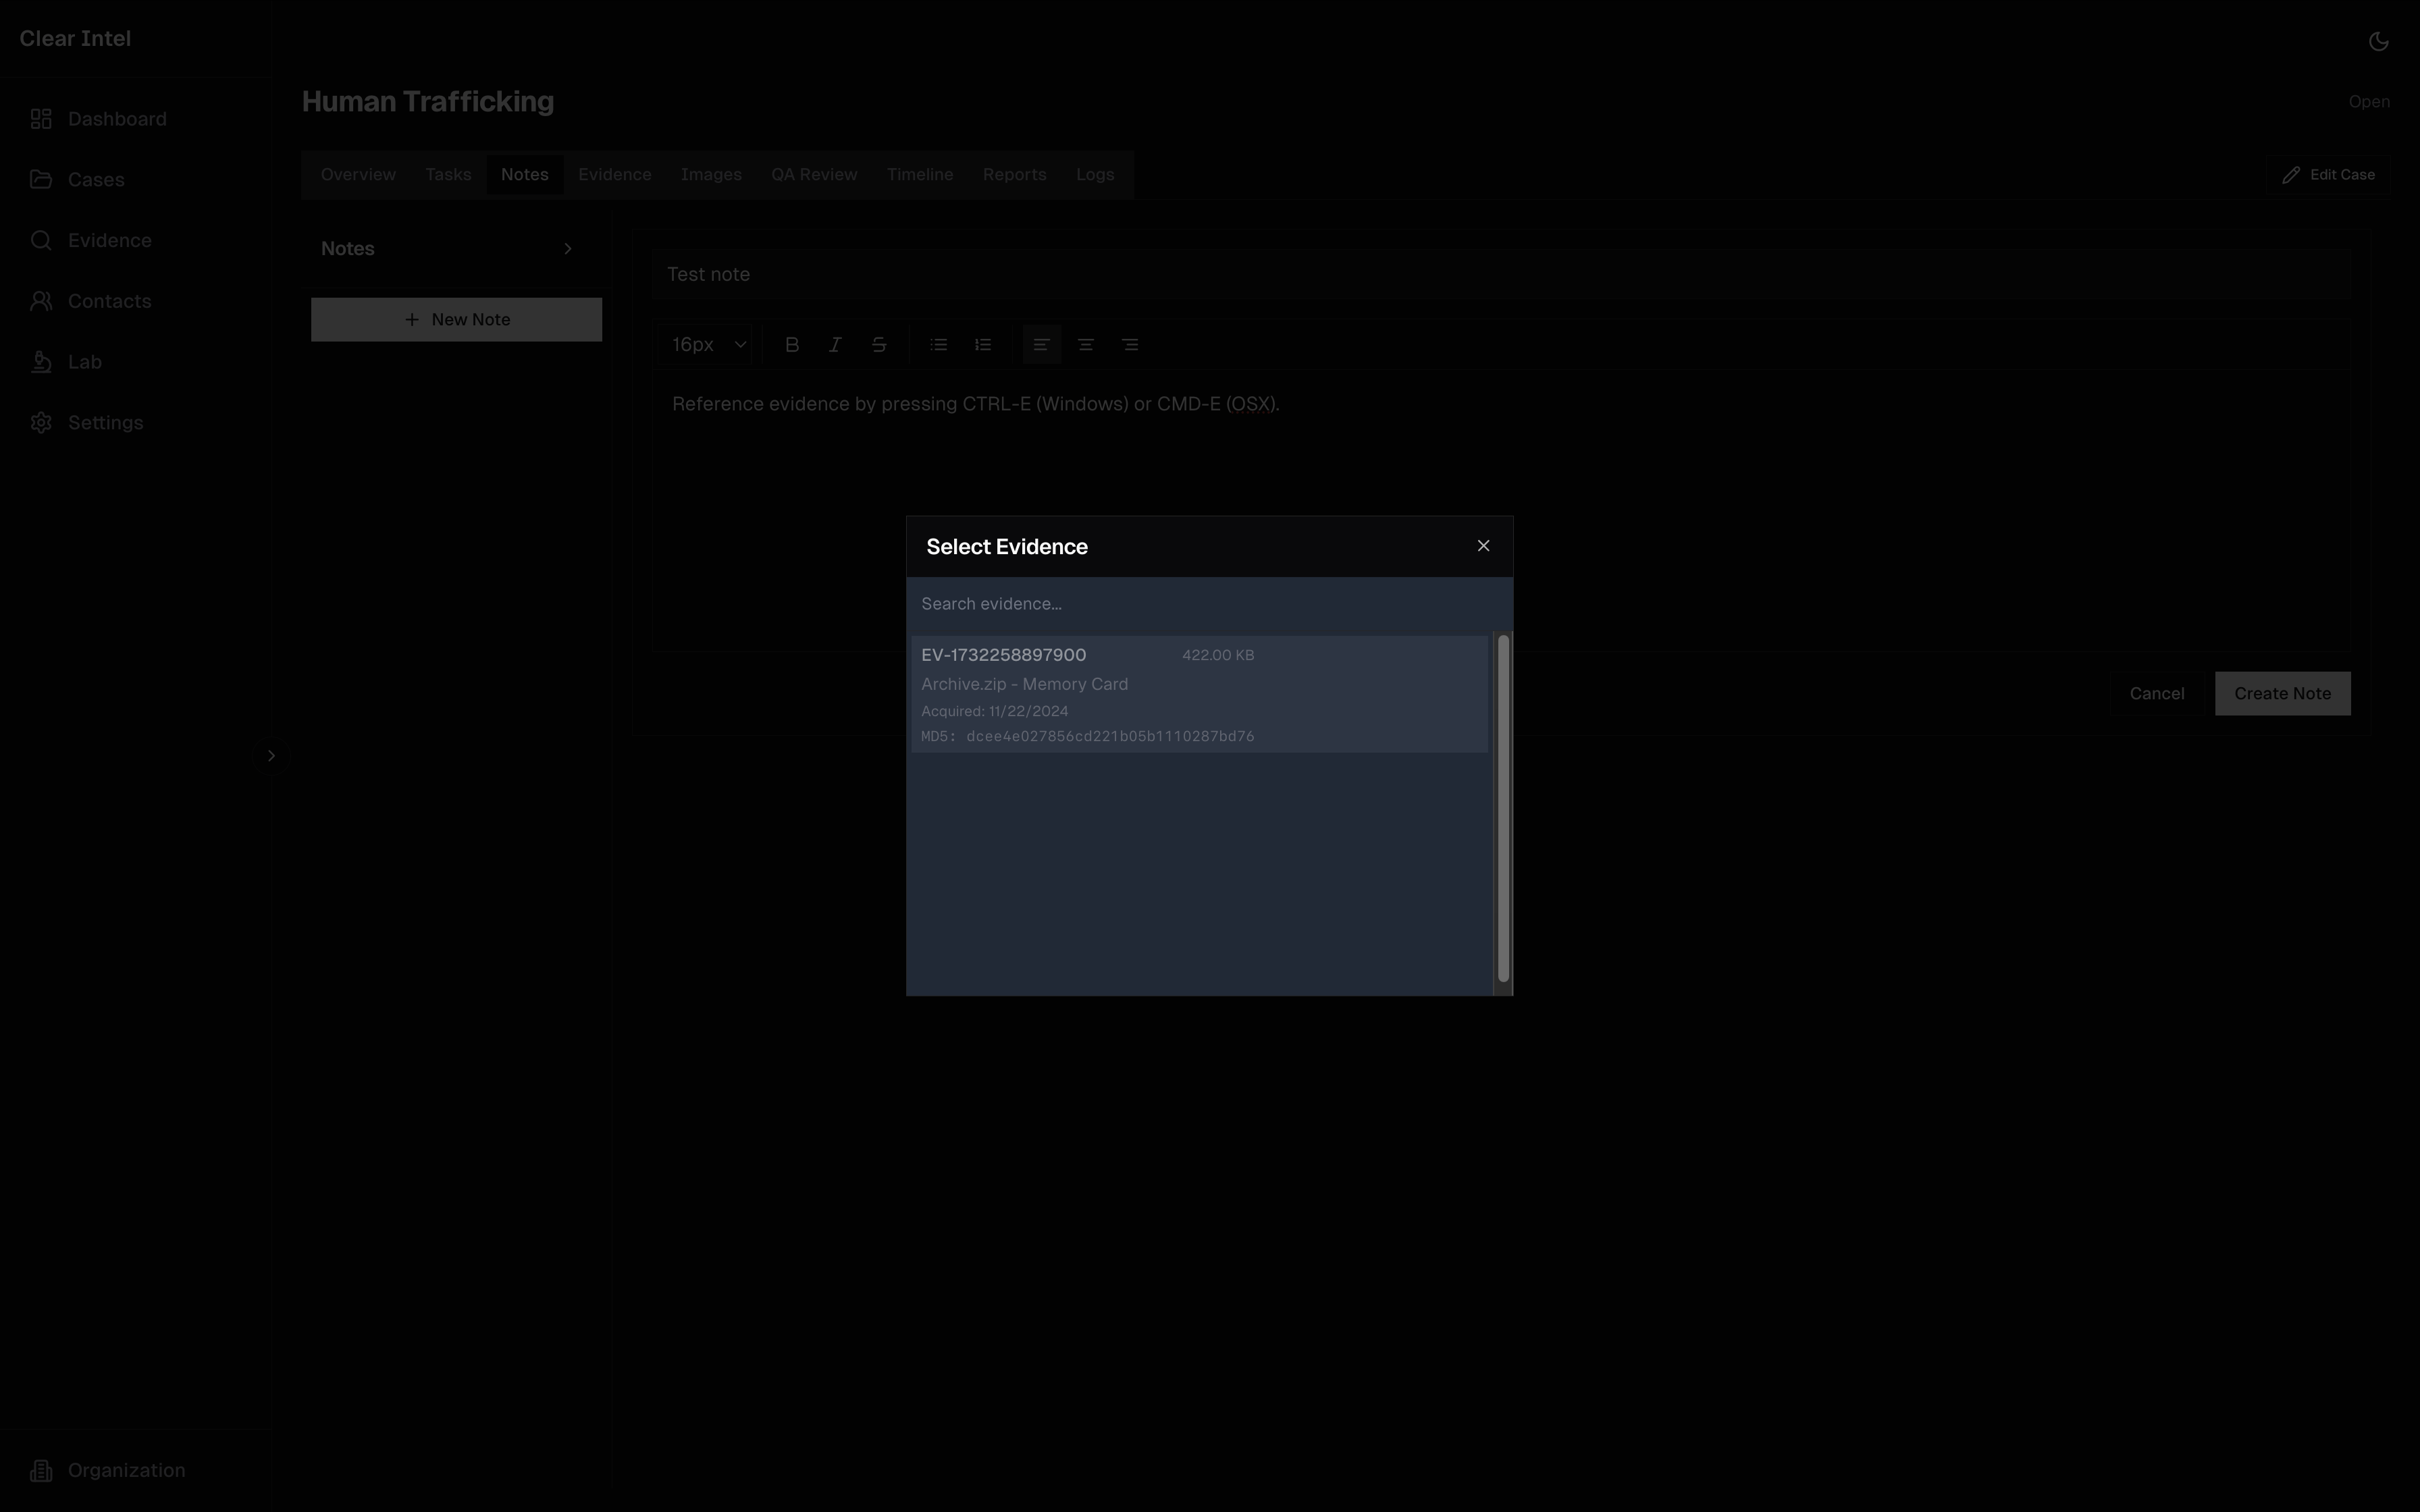 Clear Intel
Dashboard
Cases
Evidence
Contacts
Lab
Settings
Organization
Human Trafficking
Open
Overview Tasks Notes Evidence Images QA Review Timeline Reports Logs
Edit Case
Notes
New Note
Test note
16px
Reference evidence by pressing CTRL-E (Windows) or CMD-E (OSX).
Cancel Create Note
Select Evidence
Search evidence...
EV-1732258897900 422.00 KB
Archive.zip - Memory Card
Acquired: 11/22/2024
MD5: dcee4e027856cd221b05b1110287bd76